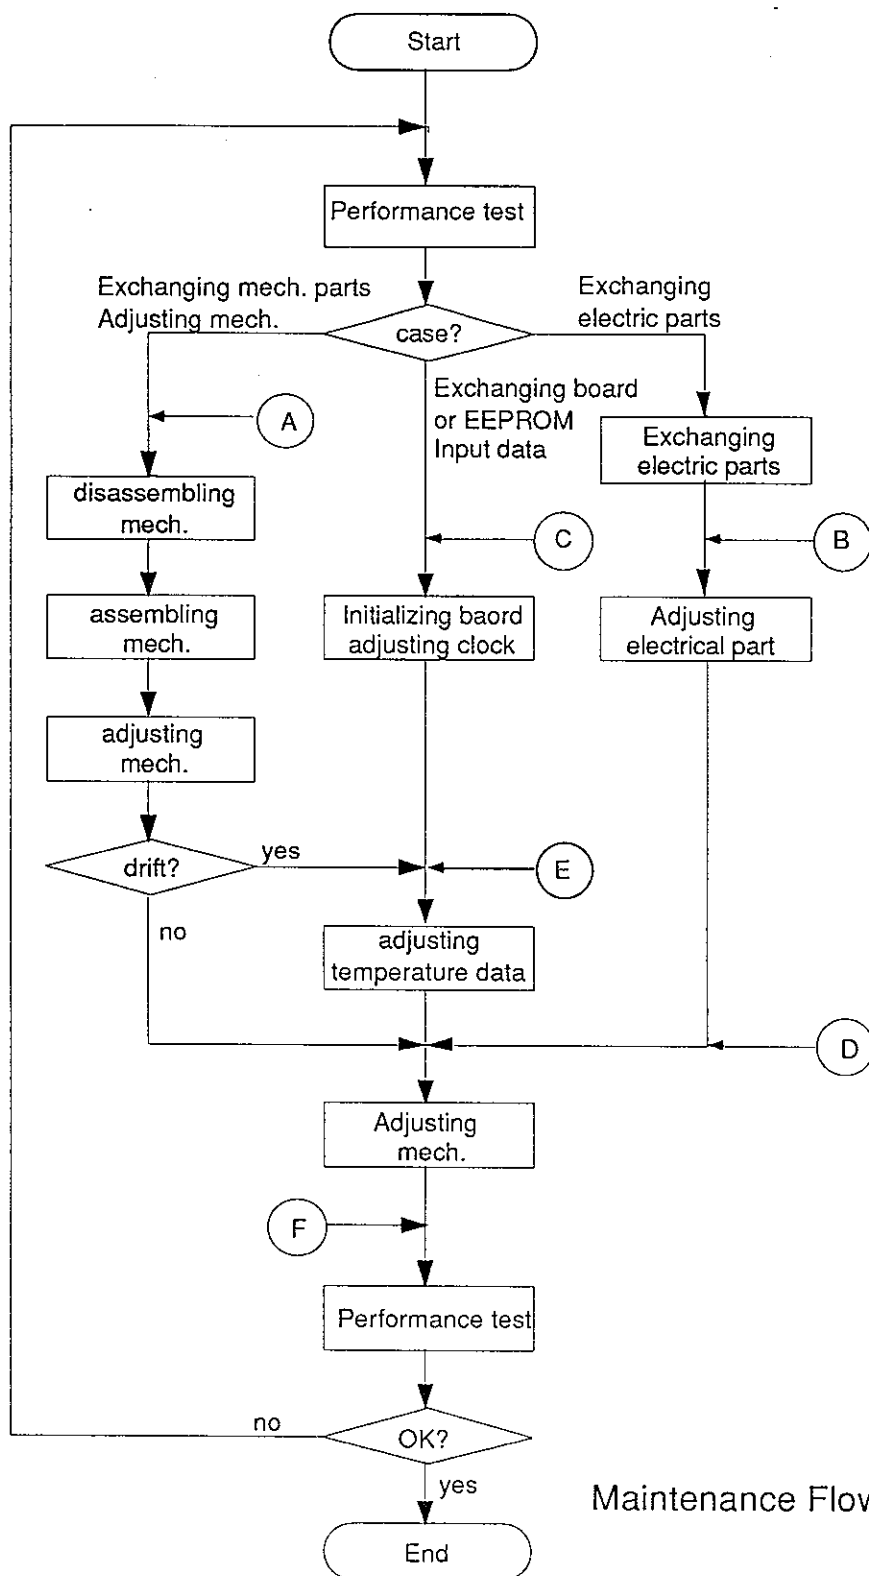 Start
Performance test
Exchanging mech. parts
Adjusting mech.
case?
Exchanging
electric parts
Exchanging board
or EEPROM
Input data
A
Exchanging
electric parts
disassembling
mech.
C
B
assembling
mech.
Initializing baord
adjusting clock
Adjusting
electrical part
adjusting
mech.
drift?
yes
E
no
adjusting
temperature data
D
Adjusting
mech.
F
Performance test
no
OK?
yes
Maintenance Flow
End